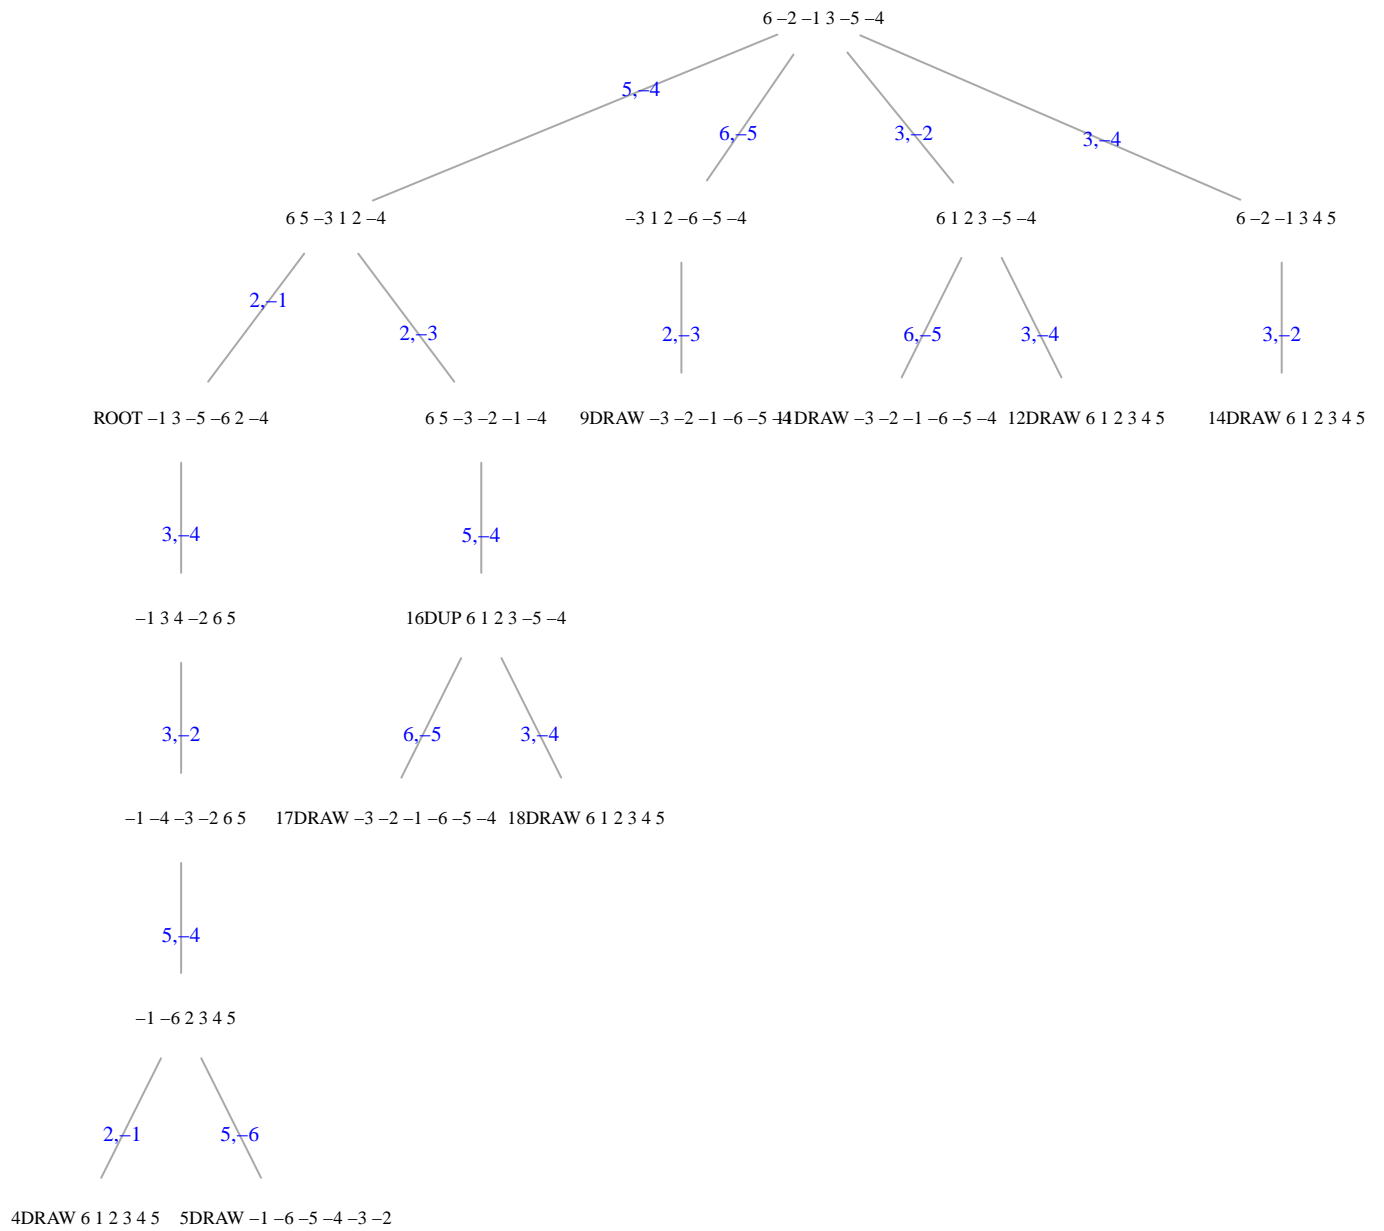 6 –2 –1 3 –5 –4
5,–4
6,–5
3,–2
3,–4
6 5 –3 1 2 –4
–3 1 2 –6 –5 –4
6 1 2 3 –5 –4
6 –2 –1 3 4 5
2,–1
2,–3
2,–3
6,–5
3,–4
3,–2
ROOT –1 3 –5 –6 2 –4
6 5 –3 –2 –1 –4
9DRAW –3 –2 –1 –6 –5 –4
11DRAW –3 –2 –1 –6 –5 –4
12DRAW 6 1 2 3 4 5
14DRAW 6 1 2 3 4 5
3,–4
5,–4
–1 3 4 –2 6 5
16DUP 6 1 2 3 –5 –4
3,–2
6,–5
3,–4
–1 –4 –3 –2 6 5
17DRAW –3 –2 –1 –6 –5 –4
18DRAW 6 1 2 3 4 5
5,–4
–1 –6 2 3 4 5
2,–1
5,–6
4DRAW 6 1 2 3 4 5
5DRAW –1 –6 –5 –4 –3 –2